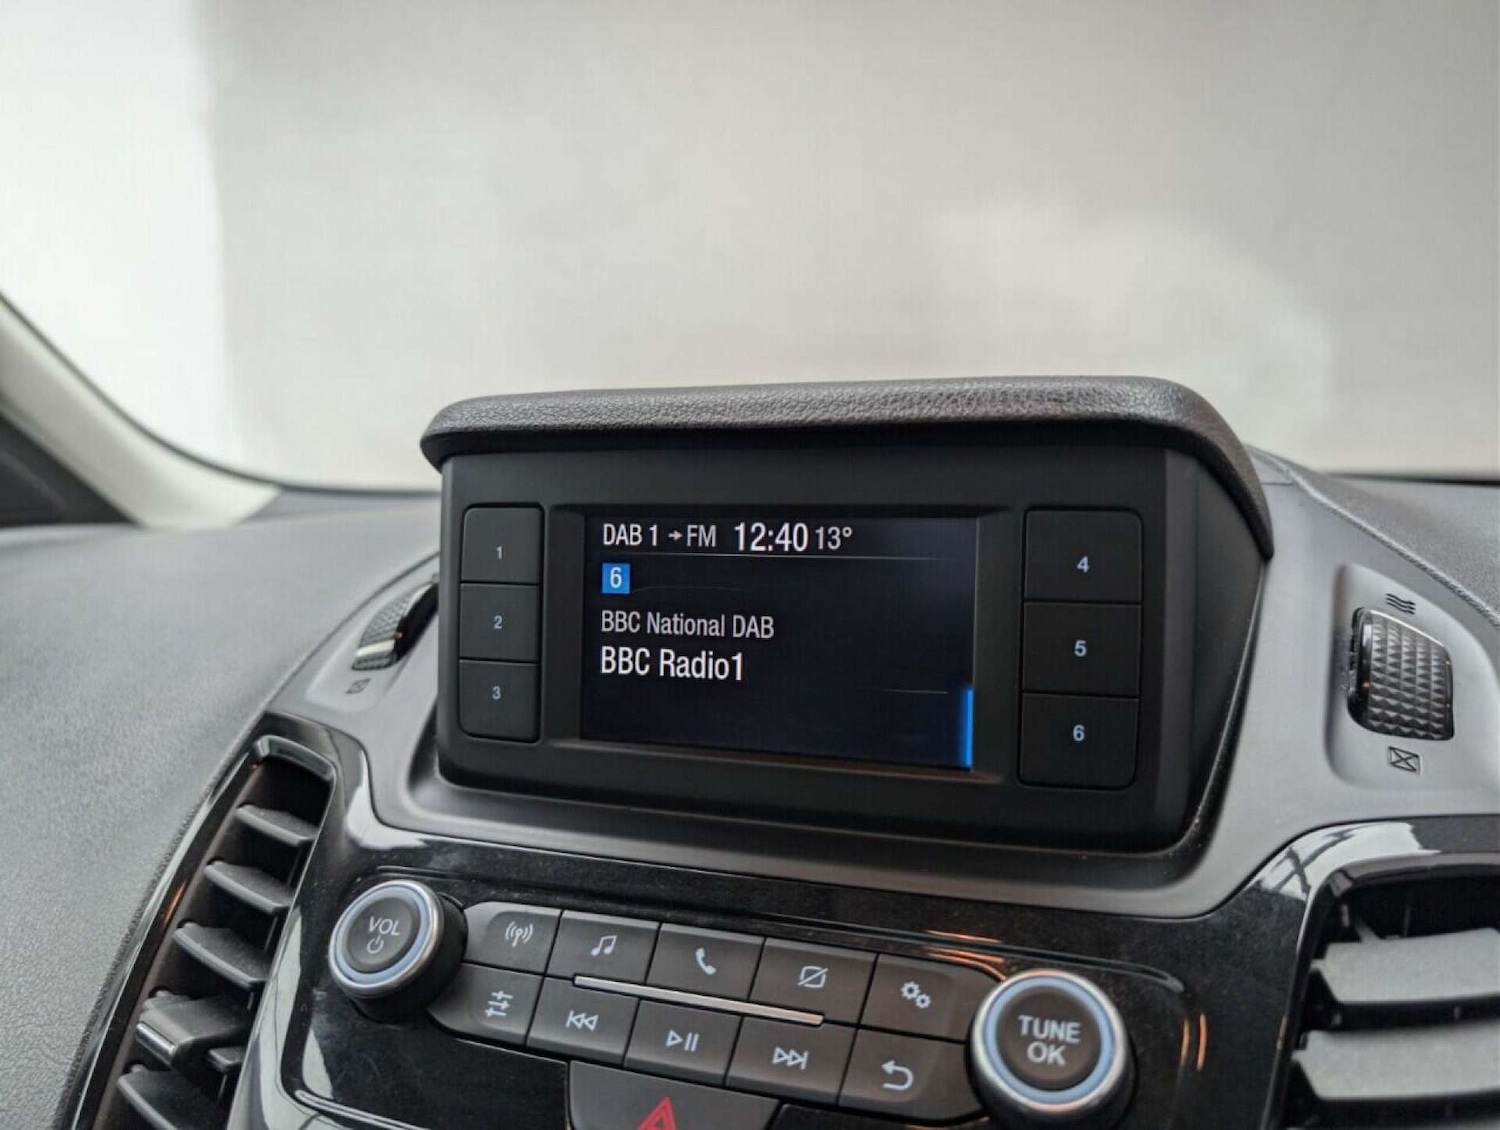 DAB 1 → FM 12:40 13°
6
BBC National DAB
BBC Radio1
1
2
3
4
5
6
VOL
TUNE
OK